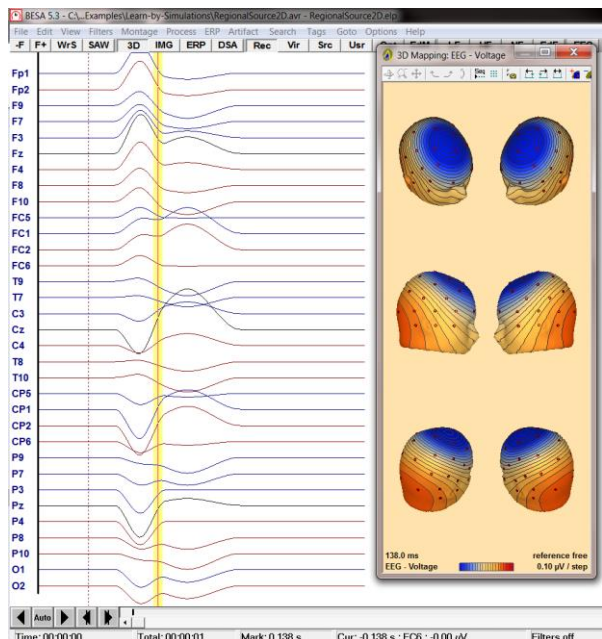 BESA 5.3 - C:\...Examples\Learn-by-Simulations\RegionalSource2D.avr - RegionalSource2D.elp
File Edit View Filters Montage Process ERP Artifact Search Tags Goto Options Help
-F F+ WrS SAW 3D IMG ERP DSA Rec Vir Src Usr
3D Mapping: EEG - Voltage
Fp1
Fp2
F9
F7
F3
Fz
F4
F8
F10
FC5
FC1
FC2
FC6
T9
T7
C3
Cz
C4
T8
T10
CP5
CP1
CP2
CP6
P9
P7
P3
Pz
P4
P8
P10
O1
O2
138.0 ms reference free
EEG - Voltage 0.10 µV / step
Auto
Time: 00:00:00 Total: 00:00:01 Mark: 0.138 s Cur: -0.138 s : FC6 : -0.00 µV Filters off